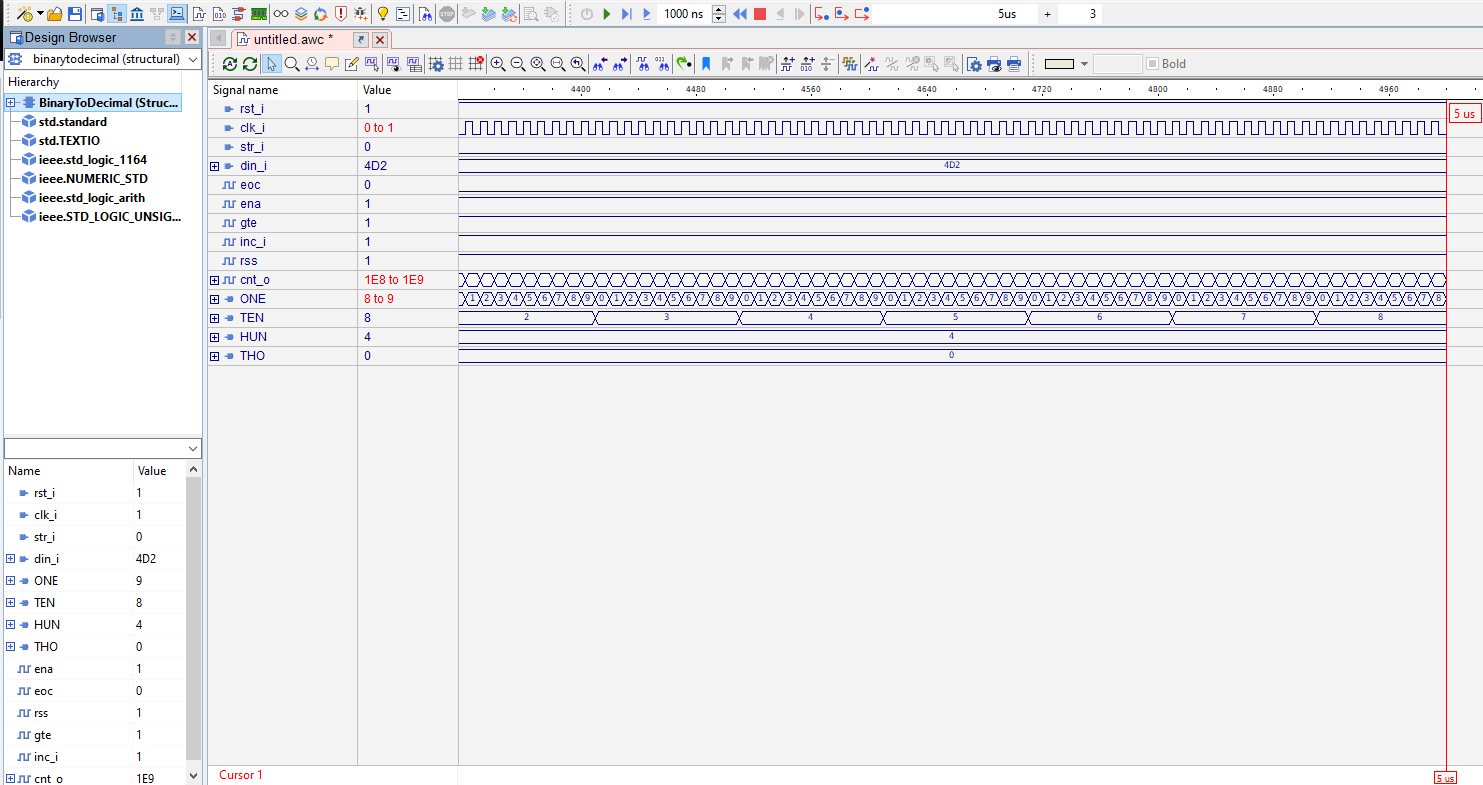 1000 ns
5us + 3
Design Browser
untitled.awc *
binarytodecimal (structural)
Bold
Hierarchy
BinaryToDecimal (Struc...
std.standard
std.TEXTIO
ieee.std_logic_1164
ieee.NUMERIC_STD
ieee.std_logic_arith
ieee.STD_LOGIC_UNSIG...
Name Value
rst_i 1
clk_i 1
str_i 0
din_i 4D2
ONE 9
TEN 8
HUN 4
THO 0
ena 1
eoc 0
rss 1
gte 1
inc_i 1
cnt_o 1E9
Signal name Value 4400 4480 4560 4640 4720 4800 4880 4960
rst_i 1
5 us
clk_i 0 to 1
str_i 0
din_i 4D2 4D2
eoc 0
ena 1
gte 1
inc_i 1
rss 1
cnt_o 1E8 to 1E9
ONE 8 to 9 1 2 3 4 5 6 7 8 9 0 1 2 3 4 5 6 7 8 9 0 1 2 3 4 5 6 7 8 9 0 1 2 3 4 5 6 7 8 9 0 1 2 3 4 5 6 7 8 9 0 1 2 3 4 5 6 7 8 9 0 1 2 3 4 5 6 7 8
TEN 8 2 3 4 5 6 7 8
HUN 4 4
THO 0 0
Cursor 1
5 us